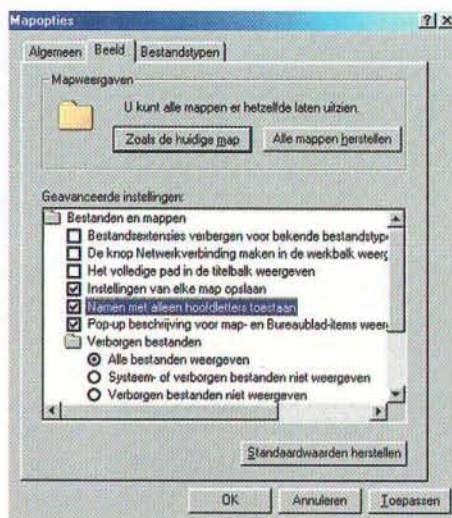 Mapopties
Algemeen Beeld Bestandstypen
Mapweergaven
U kunt alle mappen er hetzelfde laten uitzien.
Zoals de huidige map Alle mappen herstellen
Geavanceerde instellingen:
Bestanden en mappen
Bestandsextensies verbergen voor bekende bestandstyp
De knop Netwerkverbinding maken in de werkbalk weerg
Het volledige pad in de titelbalk weergeven
Instellingen van elke map opslaan
Namen met alleen hoofdletters toestaan
Pop-up beschrijving voor map- en Bureaublad-items weer
Verborgen bestanden
Alle bestanden weergeven
Systeem- of verborgen bestanden niet weergeven
Verborgen bestanden niet weergeven
Standaardwaarden herstellen
OK Annuleren Toepassen